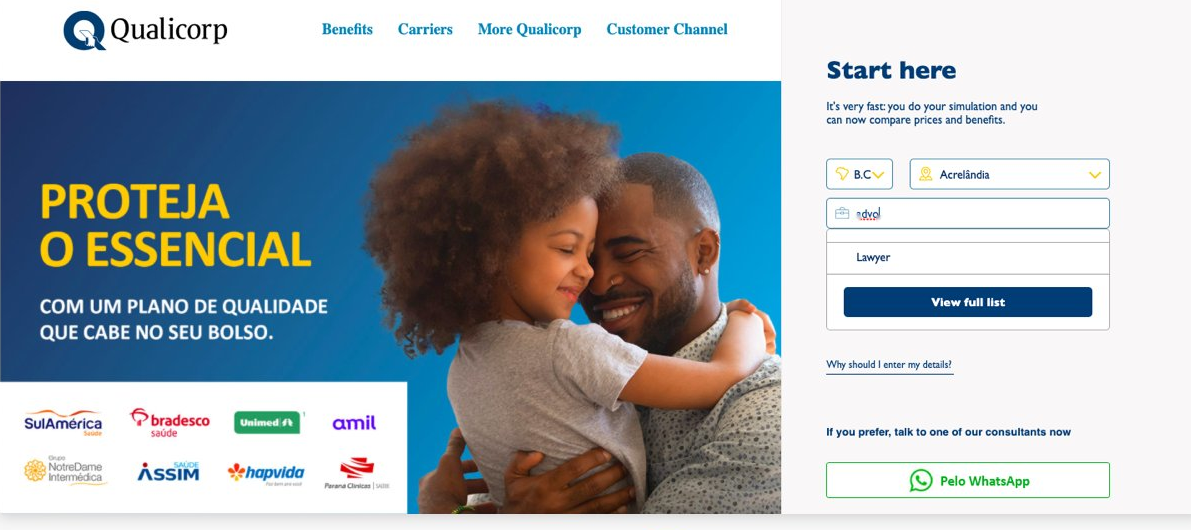 Qualicorp
Benefits Carriers More Qualicorp Customer Channel
PROTEJA
O ESSENCIAL
COM UM PLANO DE QUALIDADE
QUE CABE NO SEU BOLSO.
SulAmérica
Saúde
bradesco
saúde
Unimed
amil
Grupo
NotreDame
Intermédica
SAÚDE
ASSIM
hapvida
Paraná Clínicas SAÚDE
Start here
It's very fast: you do your simulation and you
can now compare prices and benefits.
B.C
Acrelândia
advo
Lawyer
View full list
Why should I enter my details?
If you prefer, talk to one of our consultants now
Pelo WhatsApp